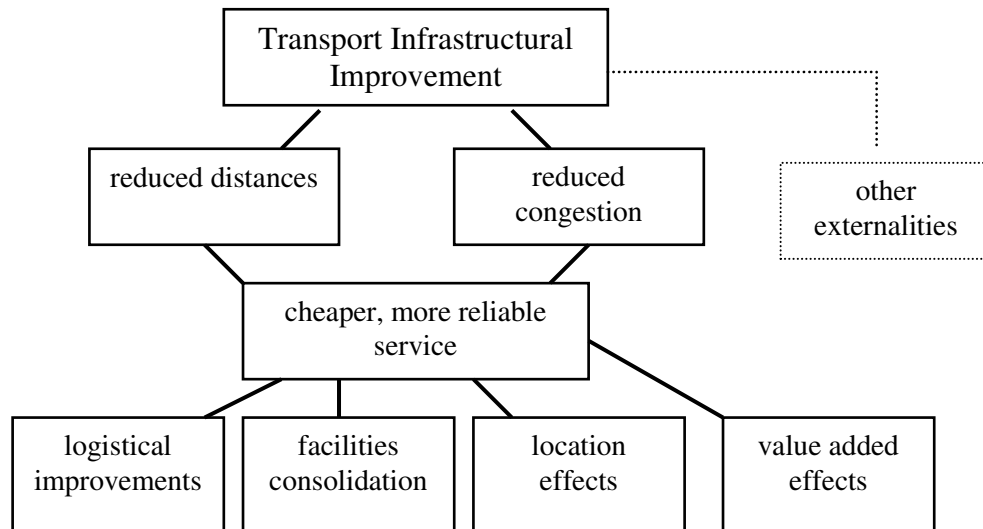 Transport Infrastructural
Improvement
reduced distances
reduced
congestion
other
externalities
cheaper, more reliable
service
logistical
improvements
facilities
consolidation
location
effects
value added
effects